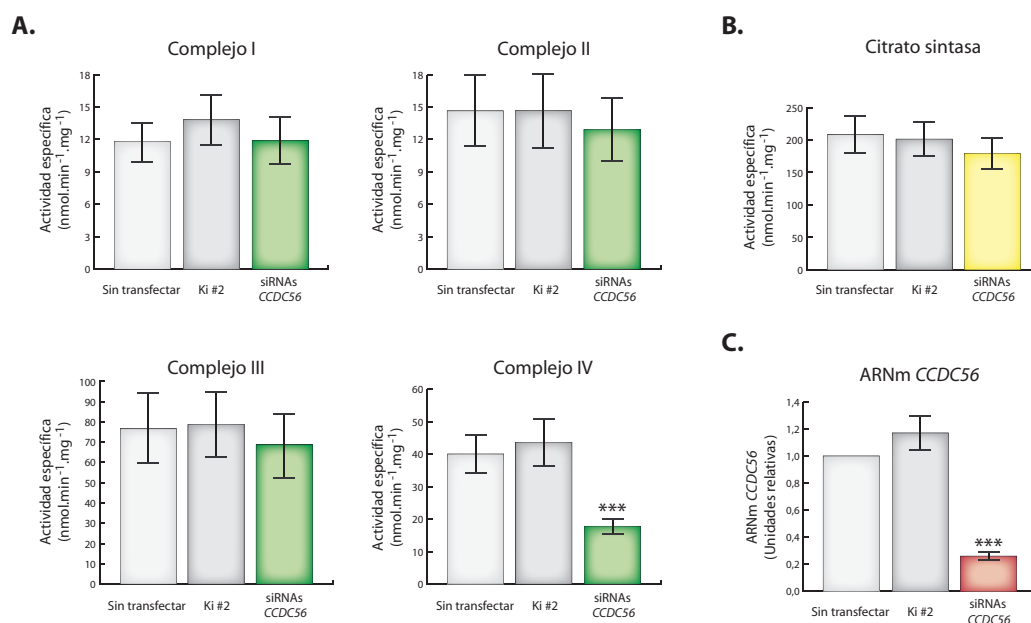 A.
Complejo I
Actividad específica
(nmol.min⁻¹.mg⁻¹)
18
15
12
9
6
3
0
Sin transfectar
Ki #2
siRNAs
CCDC56
Complejo II
Actividad específica
(nmol.min⁻¹.mg⁻¹)
18
15
12
9
6
3
0
Sin transfectar
Ki #2
siRNAs
CCDC56
B.
Citrato sintasa
Actividad específica
(nmol.min⁻¹.mg⁻¹)
250
200
150
100
50
0
Sin transfectar
Ki #2
siRNAs
CCDC56
Complejo III
Actividad específica
(nmol.min⁻¹.mg⁻¹)
100
90
80
70
60
50
40
30
20
10
0
Sin transfectar
Ki #2
siRNAs
CCDC56
Complejo IV
Actividad específica
(nmol.min⁻¹.mg⁻¹)
60
50
40
30
20
10
0
***
Sin transfectar
Ki #2
siRNAs
CCDC56
C.
ARNm CCDC56
ARNm CCDC56
(Unidades relativas)
1,4
1,2
1,0
0,8
0,6
0,4
0,2
0,0
***
Sin transfectar
Ki #2
siRNAs
CCDC56